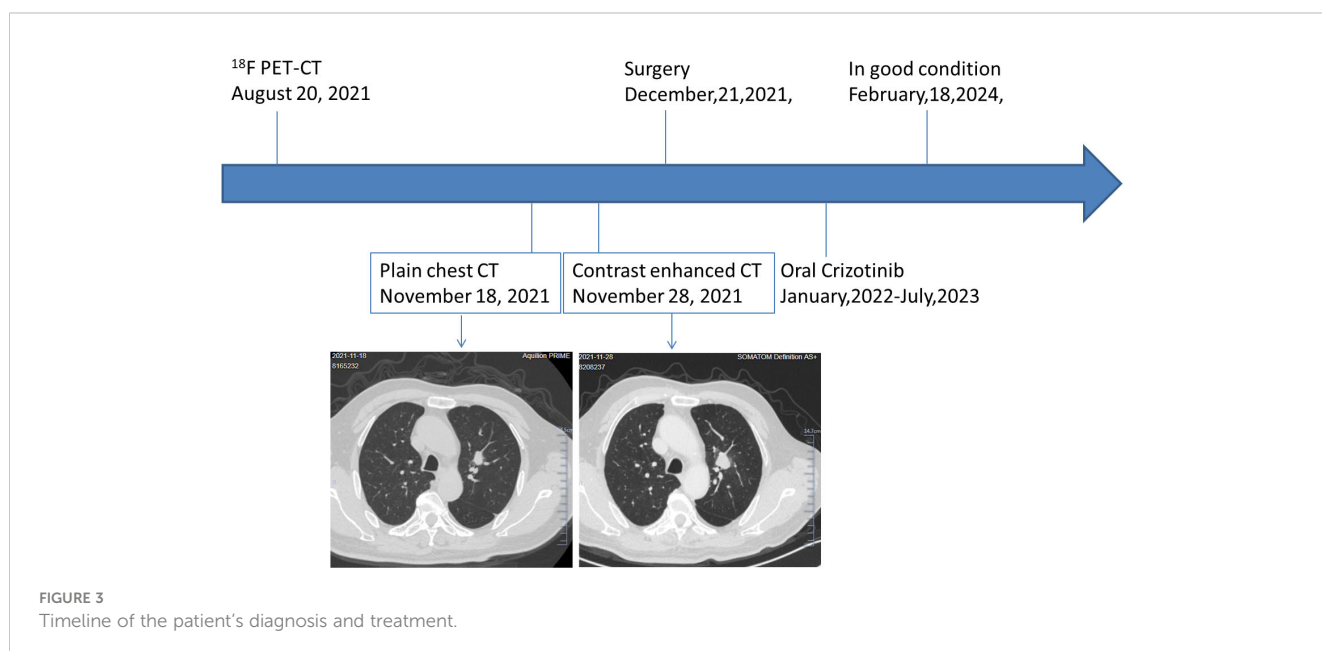 ¹⁸F PET-CT
August 20, 2021
Surgery
December,21,2021,
In good condition
February,18,2024,
Plain chest CT
November 18, 2021
Contrast enhanced CT
November 28, 2021
Oral Crizotinib
January,2022-July,2023
2021-11-18
Aquilion PRIME
8165232
2021-11-28
SOMATOM Definition AS+
8208237
14.7cm
FIGURE 3
Timeline of the patient's diagnosis and treatment.